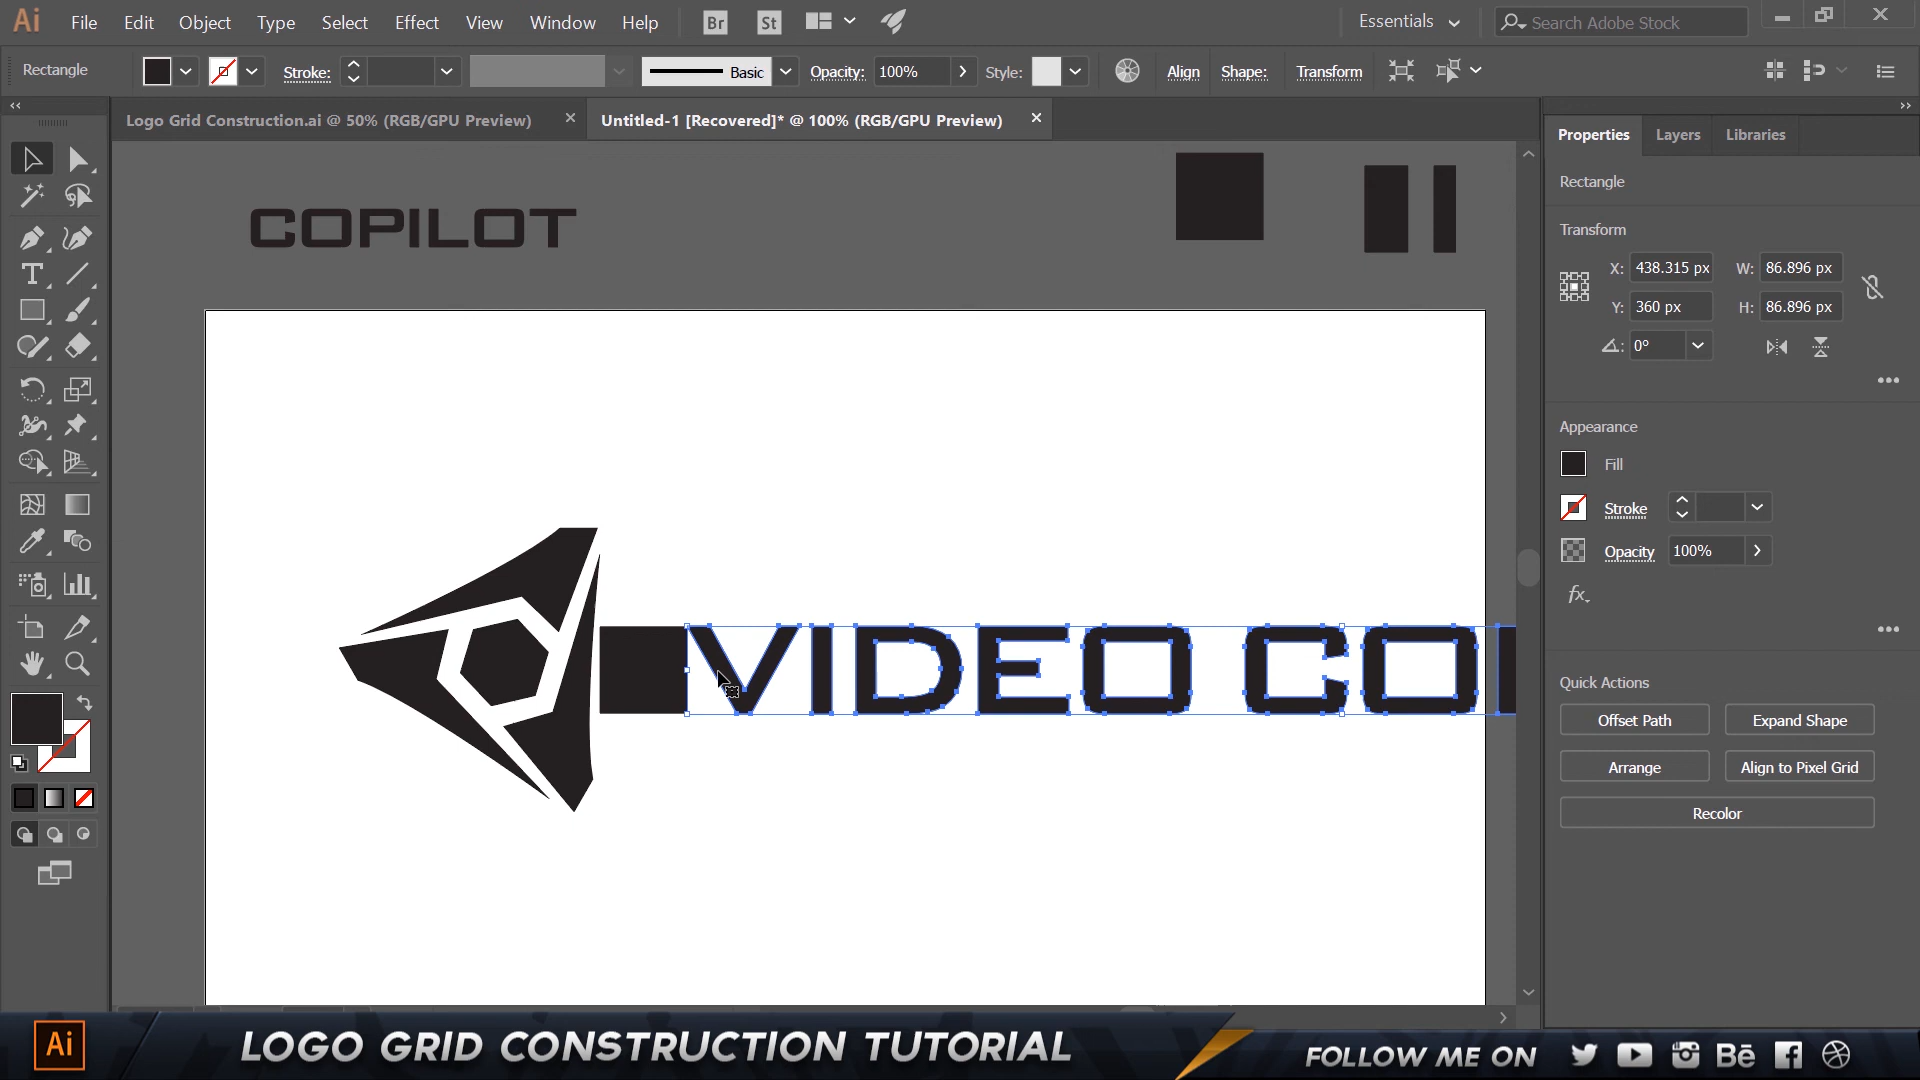 Ai File Edit Object Type Select Effect View Window Help Br St Essentials Search Adobe Stock
Rectangle Stroke: Basic Opacity: 100% Style: Align Shape: Transform
Logo Grid Construction.ai @ 50% (RGB/GPU Preview) Untitled-1 [Recovered]* @ 100% (RGB/GPU Preview)
Properties Layers Libraries
Rectangle
Transform
X: 438.315 px W: 86.896 px
Y: 360 px H: 86.896 px
0°
Appearance
Fill
Stroke
Opacity 100%
fx
Quick Actions
Offset Path Expand Shape
Arrange Align to Pixel Grid
Recolor
COPILOT
VIDEO CO
Ai LOGO GRID CONSTRUCTION TUTORIAL FOLLOW ME ON Bē